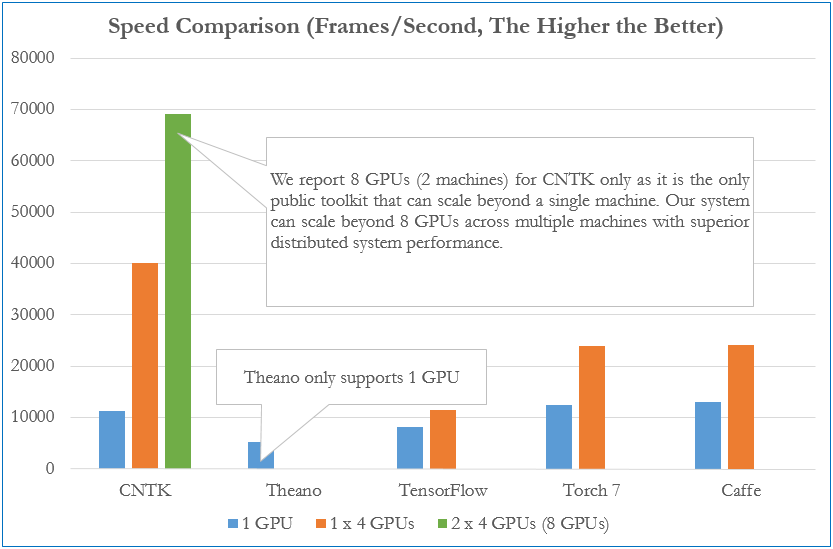 Speed Comparison (Frames/Second, The Higher the Better)
80000
70000
60000
50000
40000
30000
20000
10000
0
We report 8 GPUs (2 machines) for CNTK only as it is the only
public toolkit that can scale beyond a single machine. Our system
can scale beyond 8 GPUs across multiple machines with superior
distributed system performance.
Theano only supports 1 GPU
CNTK Theano TensorFlow Torch 7 Caffe
1 GPU 1 x 4 GPUs 2 x 4 GPUs (8 GPUs)